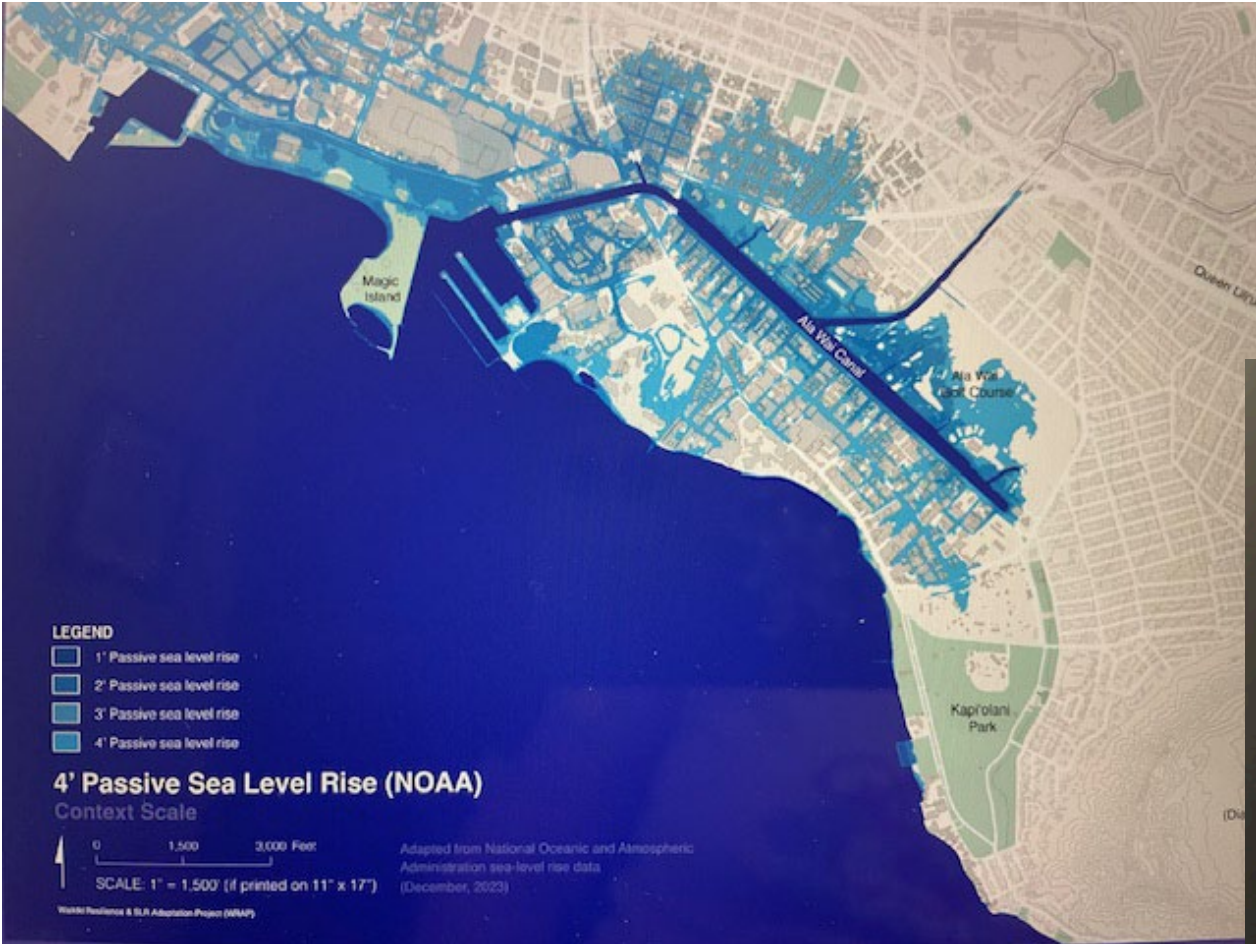 Magic
Island
Ala Wai Canal
Ala Wai
Golf Course
Queen
Kapi'olani
Park
(Dia
LEGEND
1' Passive sea level rise
2' Passive sea level rise
3' Passive sea level rise
4' Passive sea level rise
4' Passive Sea Level Rise (NOAA)
Context Scale
0 1,500 3,000 Feet
SCALE: 1" = 1,500' (if printed on 11" x 17")
Adapted from National Oceanic and Atmospheric
Administration sea-level rise data
(December, 2023)
Waikiki Resilience & SLR Adaptation Project (WRAP)